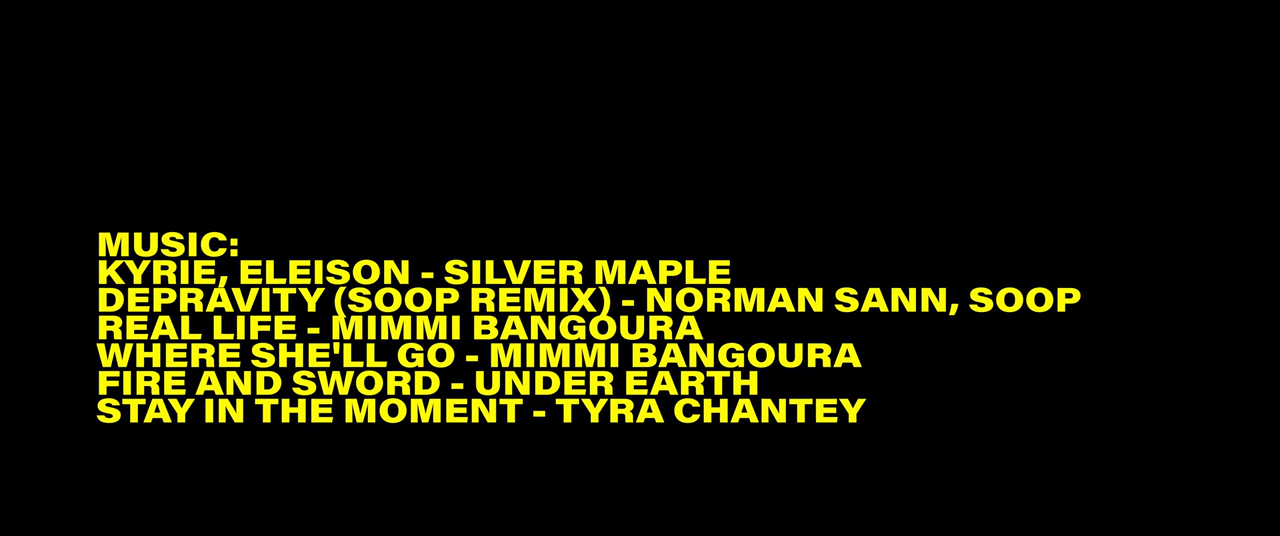 MUSIC:
KYRIE, ELEISON - SILVER MAPLE
DEPRAVITY (SOOP REMIX) - NORMAN SANN, SOOP
REAL LIFE - MIMMI BANGOURA
WHERE SHE'LL GO - MIMMI BANGOURA
FIRE AND SWORD - UNDER EARTH
STAY IN THE MOMENT - TYRA CHANTEY